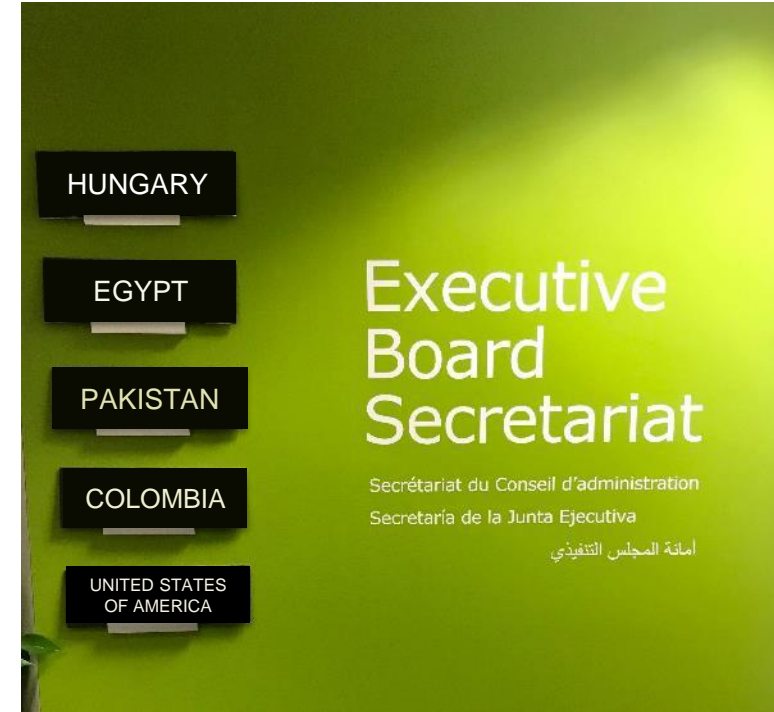 HUNGARY
EGYPT
PAKISTAN
COLOMBIA
UNITED STATES
OF AMERICA
Executive
Board
Secretariat
Secrétariat du Conseil d'administration
Secretaría de la Junta Ejecutiva
أمانة المجلس التنفيذي